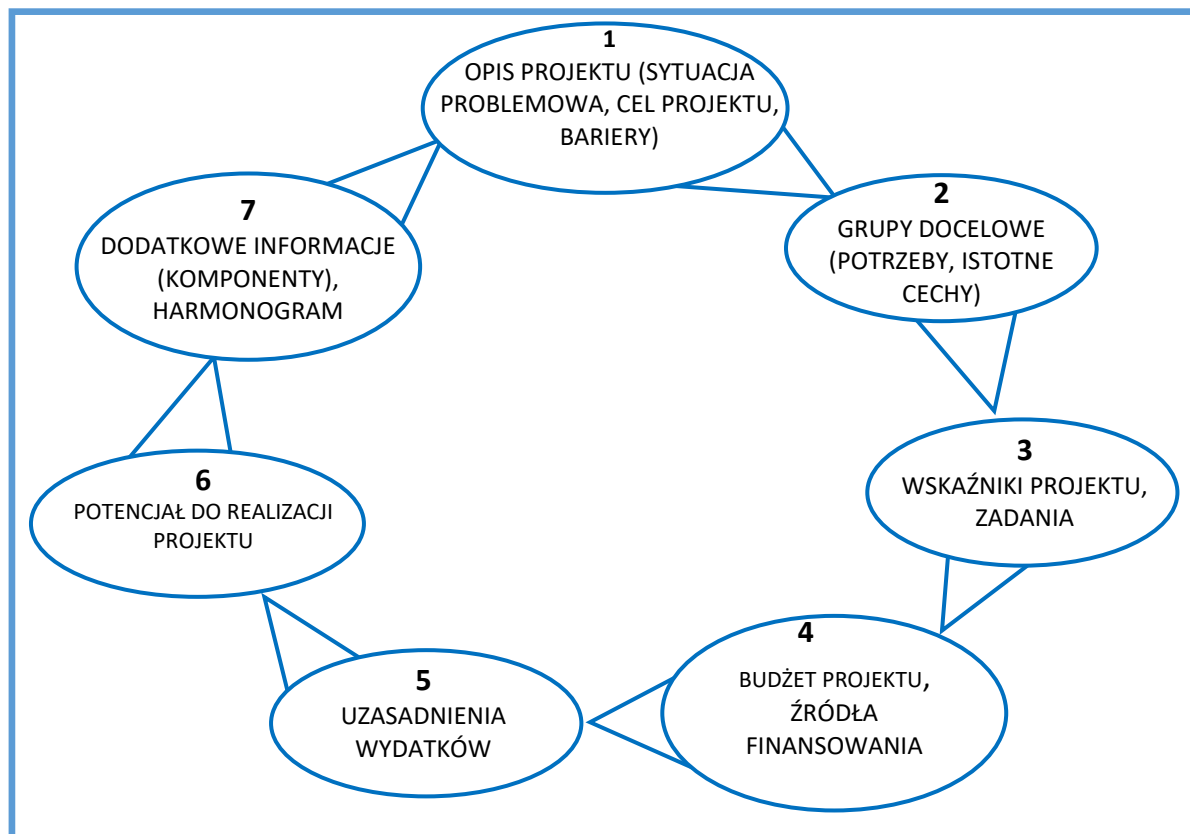 1
OPIS PROJEKTU (SYTUACJA
PROBLEMOWA, CEL PROJEKTU,
BARIERY)
2
GRUPY DOCELOWE
(POTRZEBY, ISTOTNE
CECHY)
3
WSKAŹNIKI PROJEKTU,
ZADANIA
4
BUDŻET PROJEKTU,
ŹRÓDŁA
FINANSOWANIA
5
UZASADNIENIA
WYDATKÓW
6
POTENCJAŁ DO REALIZACJI
PROJEKTU
7
DODATKOWE INFORMACJE
(KOMPONENTY),
HARMONOGRAM